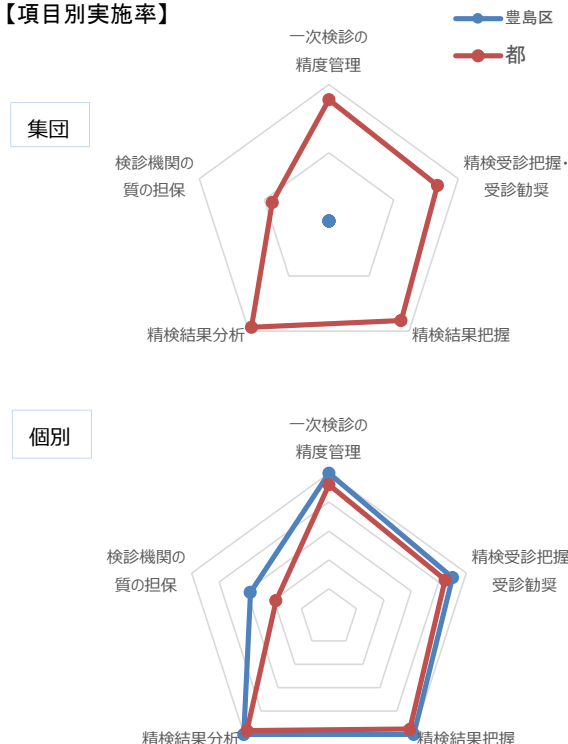 【項目別実施率】
豊島区
都
集団
一次検診の
精度管理
精検受診把握・
受診勧奨
精検結果把握
精検結果分析
検診機関の
質の担保
個別
一次検診の
精度管理
精検受診把握
受診勧奨
精検結果把握
精検結果分析
検診機関の
質の担保